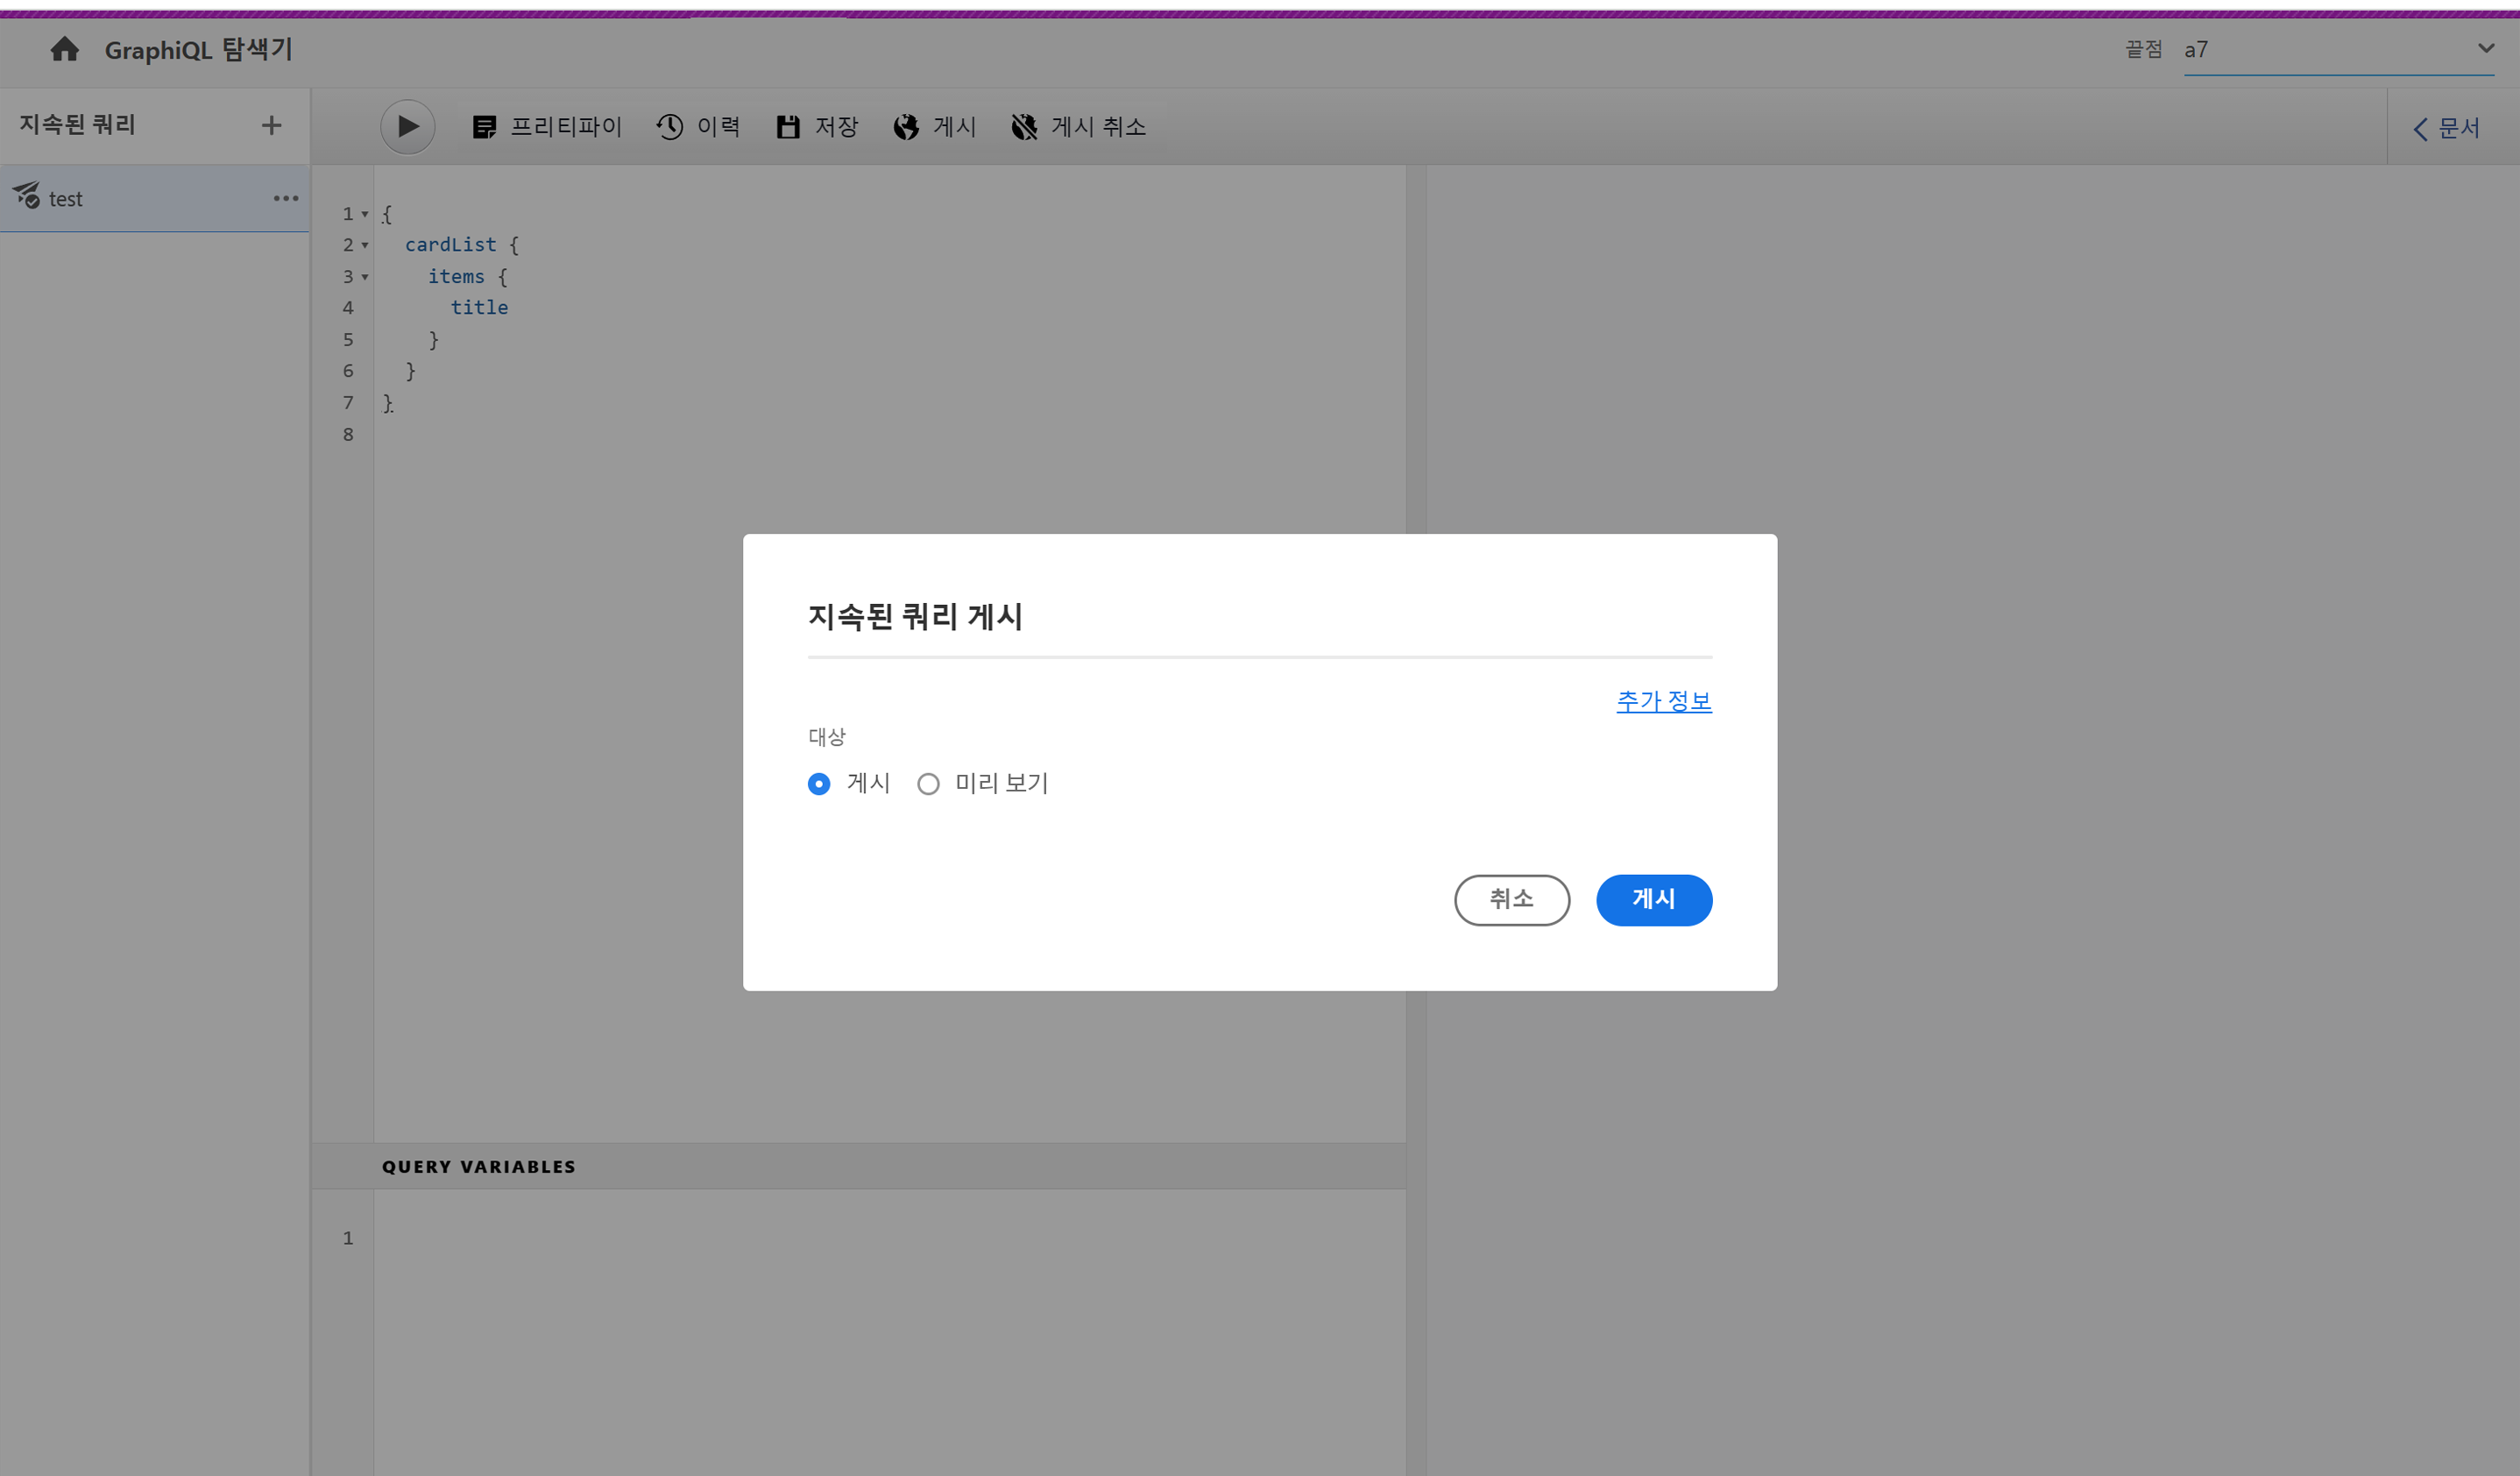 GraphiQL 탐색기
끝점 a7
지속된 쿼리 +
프리티파이 이력 저장 게시 게시 취소
문서
test
1 {
2 cardList {
3 items {
4 title
5 }
6 }
7 }
8
지속된 쿼리 게시
추가 정보
대상
게시 미리 보기
취소 게시
QUERY VARIABLES
1